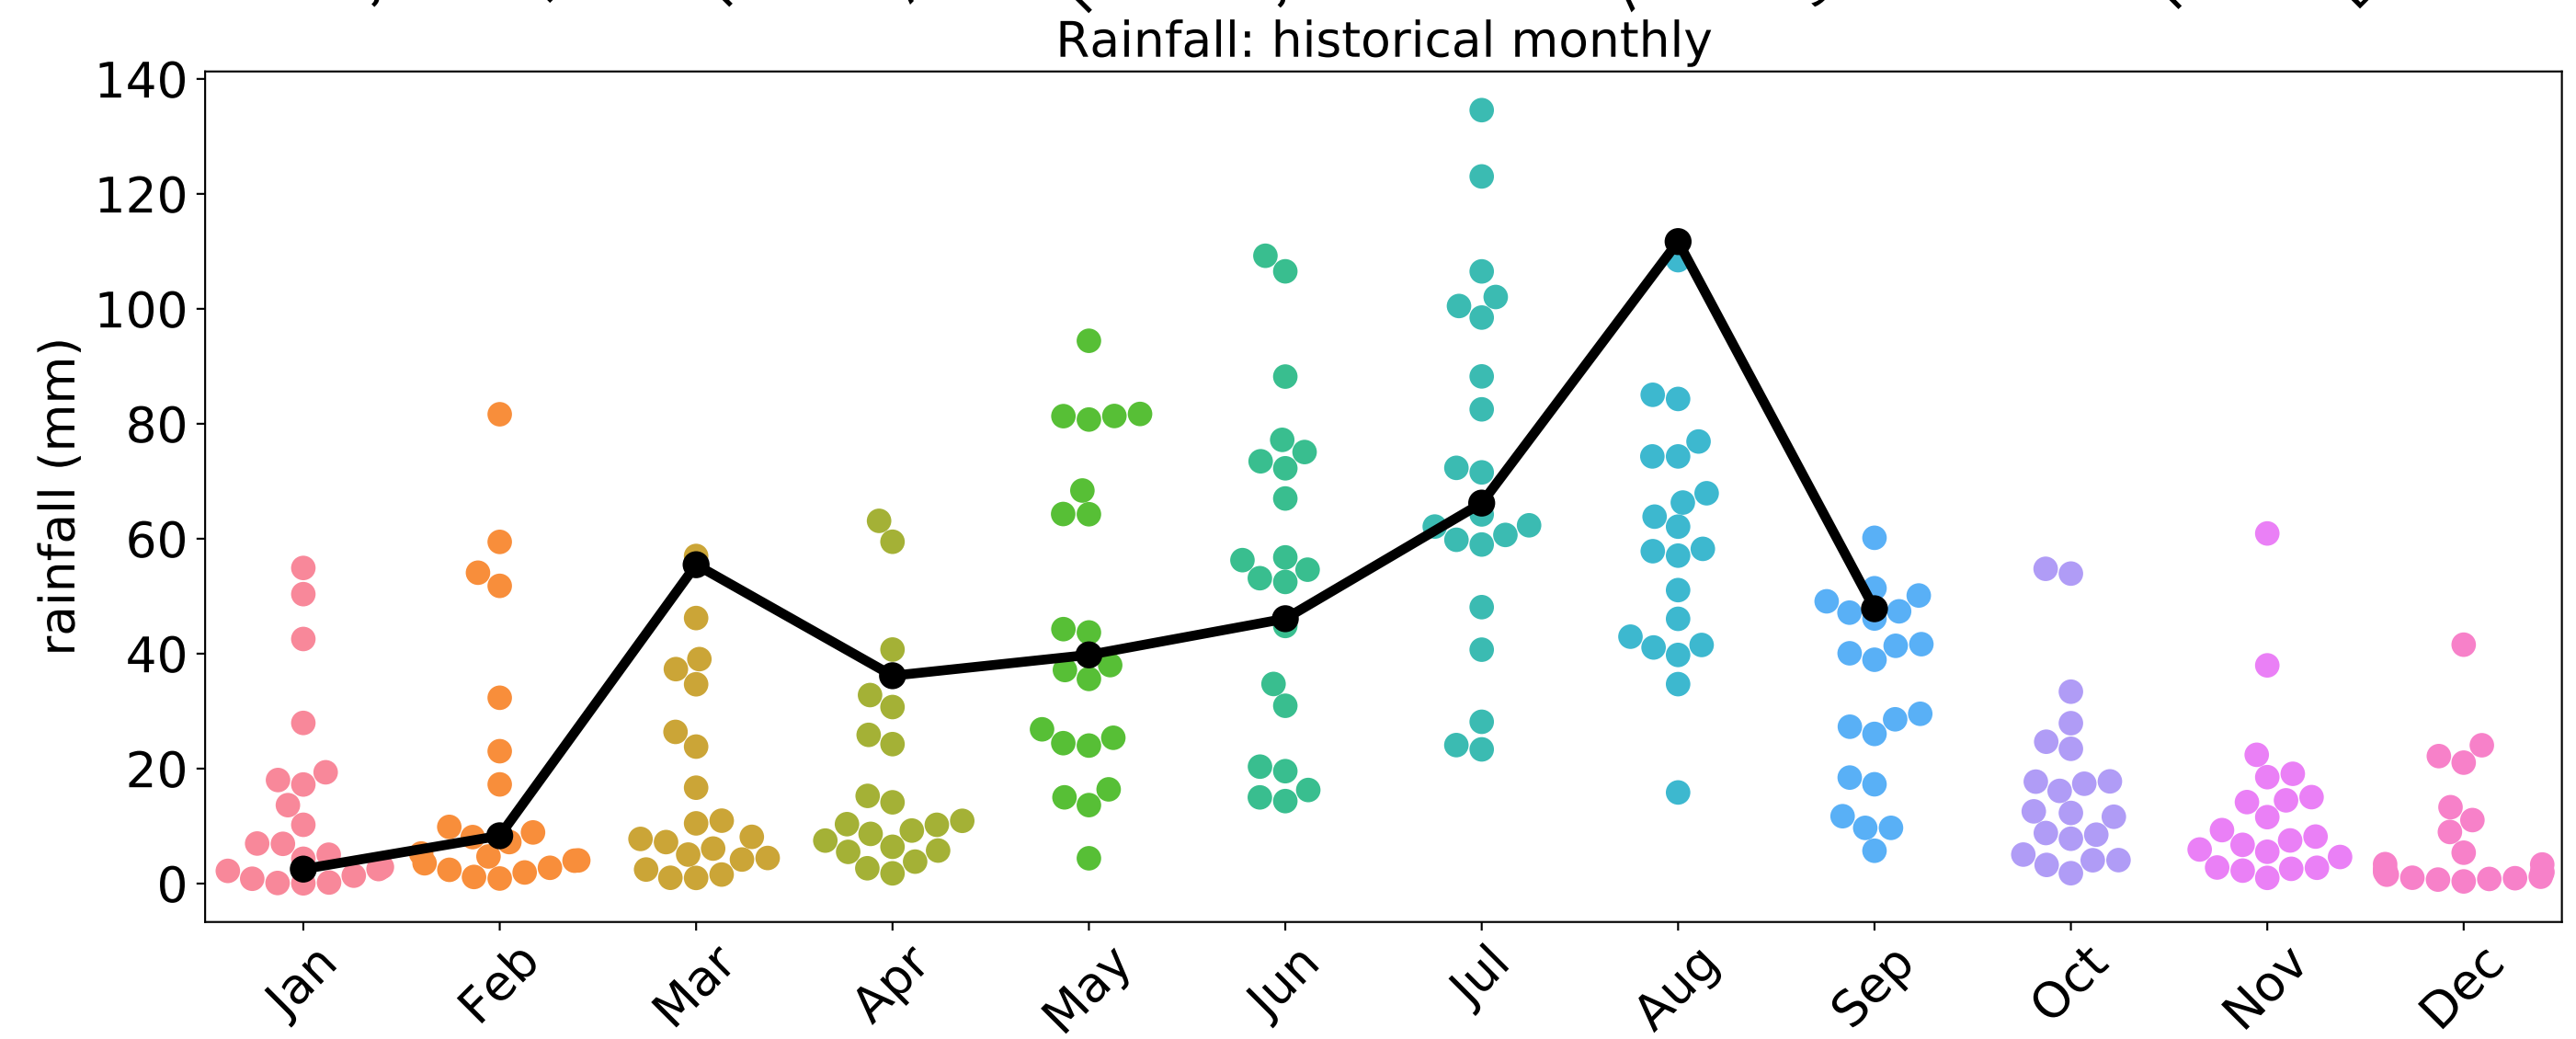 Rainfall: historical monthly
140
120
100
80
60
40
20
0
rainfall (mm)
Jan
Feb
Mar
Apr
May
Jun
Jul
Aug
Sep
Oct
Nov
Dec